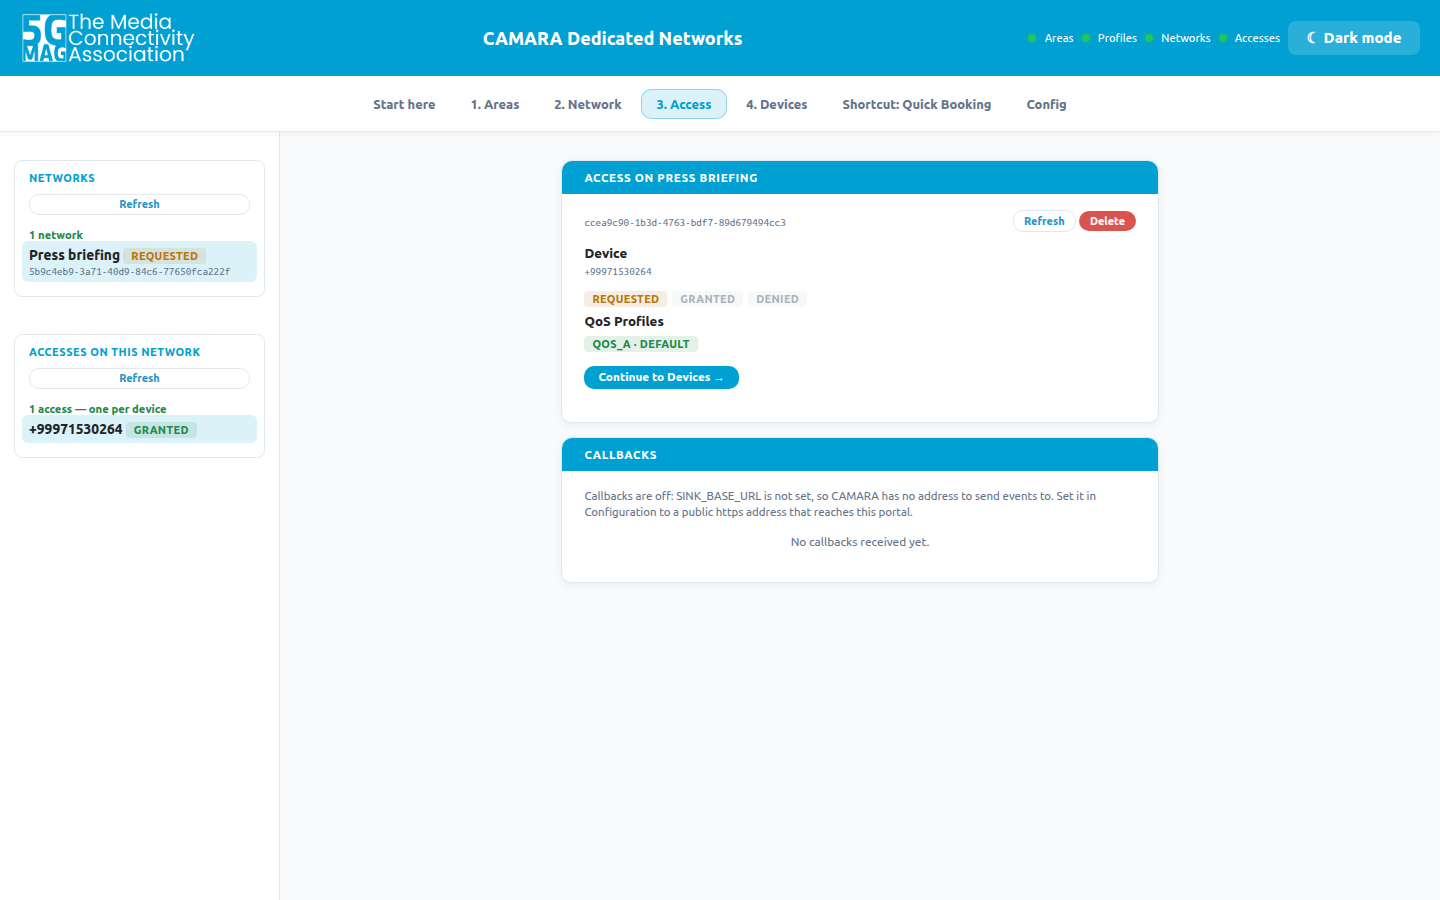 5G MAG
The Media
Connectivity
Association
CAMARA Dedicated Networks
Areas Profiles Networks Accesses
Dark mode
Start here 1. Areas 2. Network 3. Access 4. Devices Shortcut: Quick Booking Config
NETWORKS
Refresh
1 network
Press briefing REQUESTED
5b9c4eb9-3a71-40d9-84c6-77650fca222f
ACCESSES ON THIS NETWORK
Refresh
1 access — one per device
+99971530264 GRANTED
ACCESS ON PRESS BRIEFING
ccea9c90-1b3d-4763-bdf7-89d679494cc3 Refresh Delete
Device
+99971530264
REQUESTED GRANTED DENIED
QoS Profiles
QOS_A · DEFAULT
Continue to Devices →
CALLBACKS
Callbacks are off: SINK_BASE_URL is not set, so CAMARA has no address to send events to. Set it in
Configuration to a public https address that reaches this portal.
No callbacks received yet.